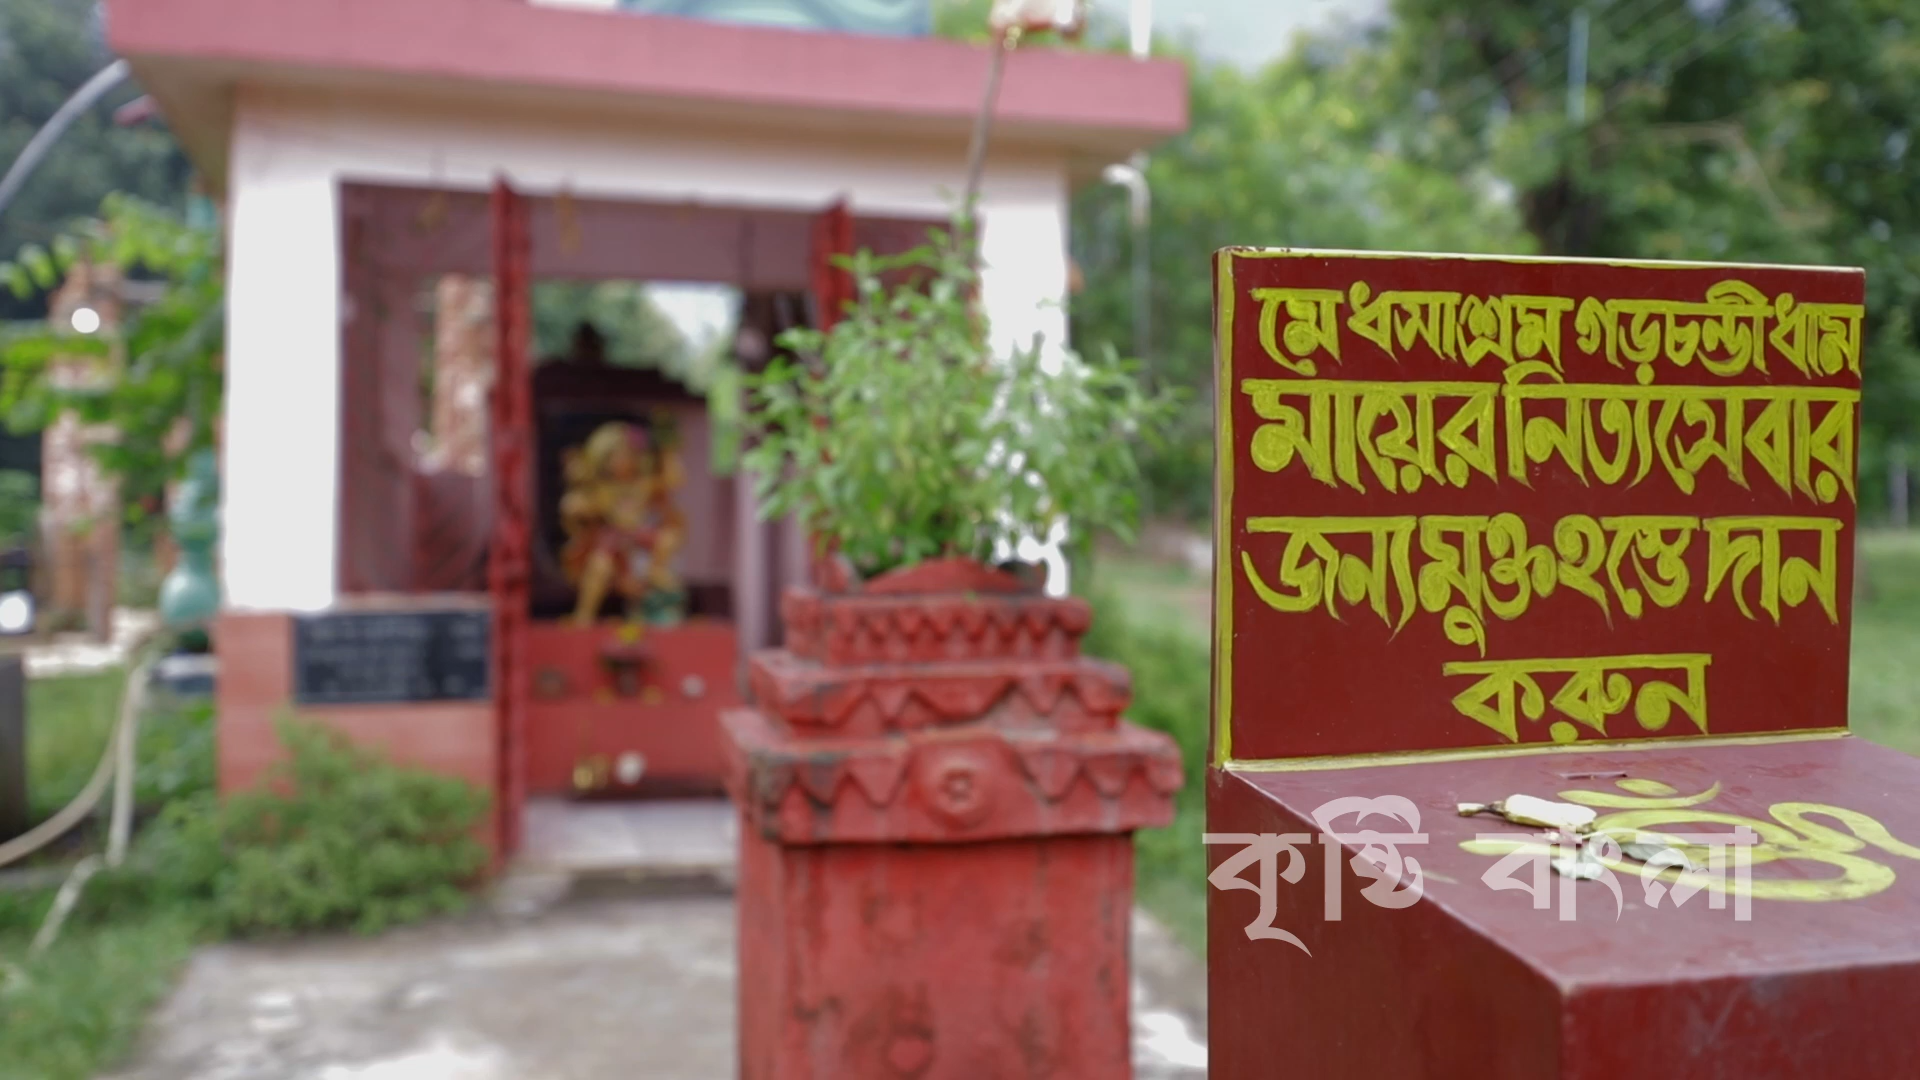 মেধসাশ্রম গড়চন্ডীধাম
মায়ের নিত্যসেবার
জন্য মুক্তহস্তে দান
করুন
ॐ
কৃষ্টি বাংলা